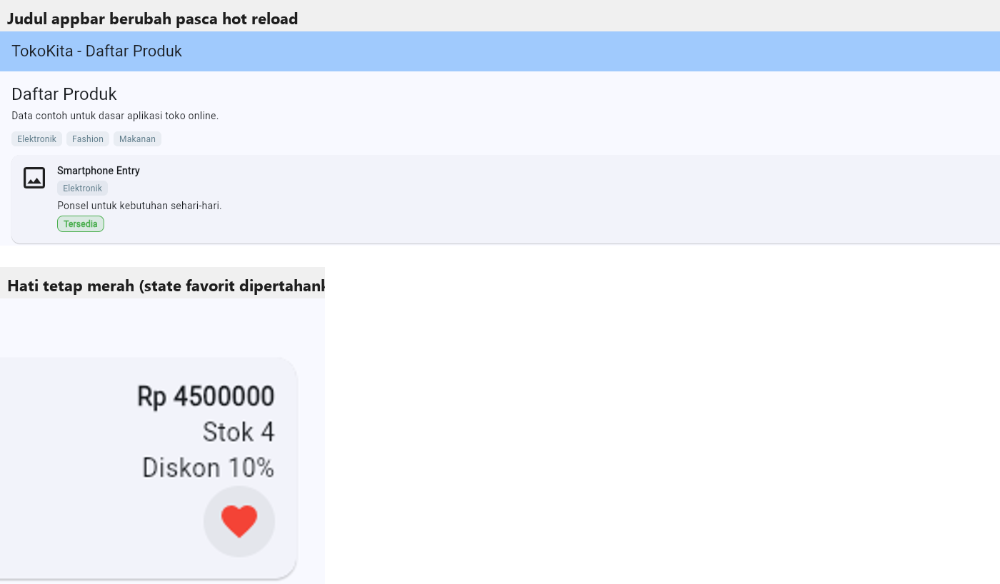 Judul appbar berubah pasca hot reload
TokoKita - Daftar Produk
Daftar Produk
Data contoh untuk dasar aplikasi toko online.
Elektronik Fashion Makanan
Smartphone Entry
Elektronik
Ponsel untuk kebutuhan sehari-hari.
Tersedia
Hati tetap merah (state favorit
Rp 4500000
Stok 4
Diskon 10%